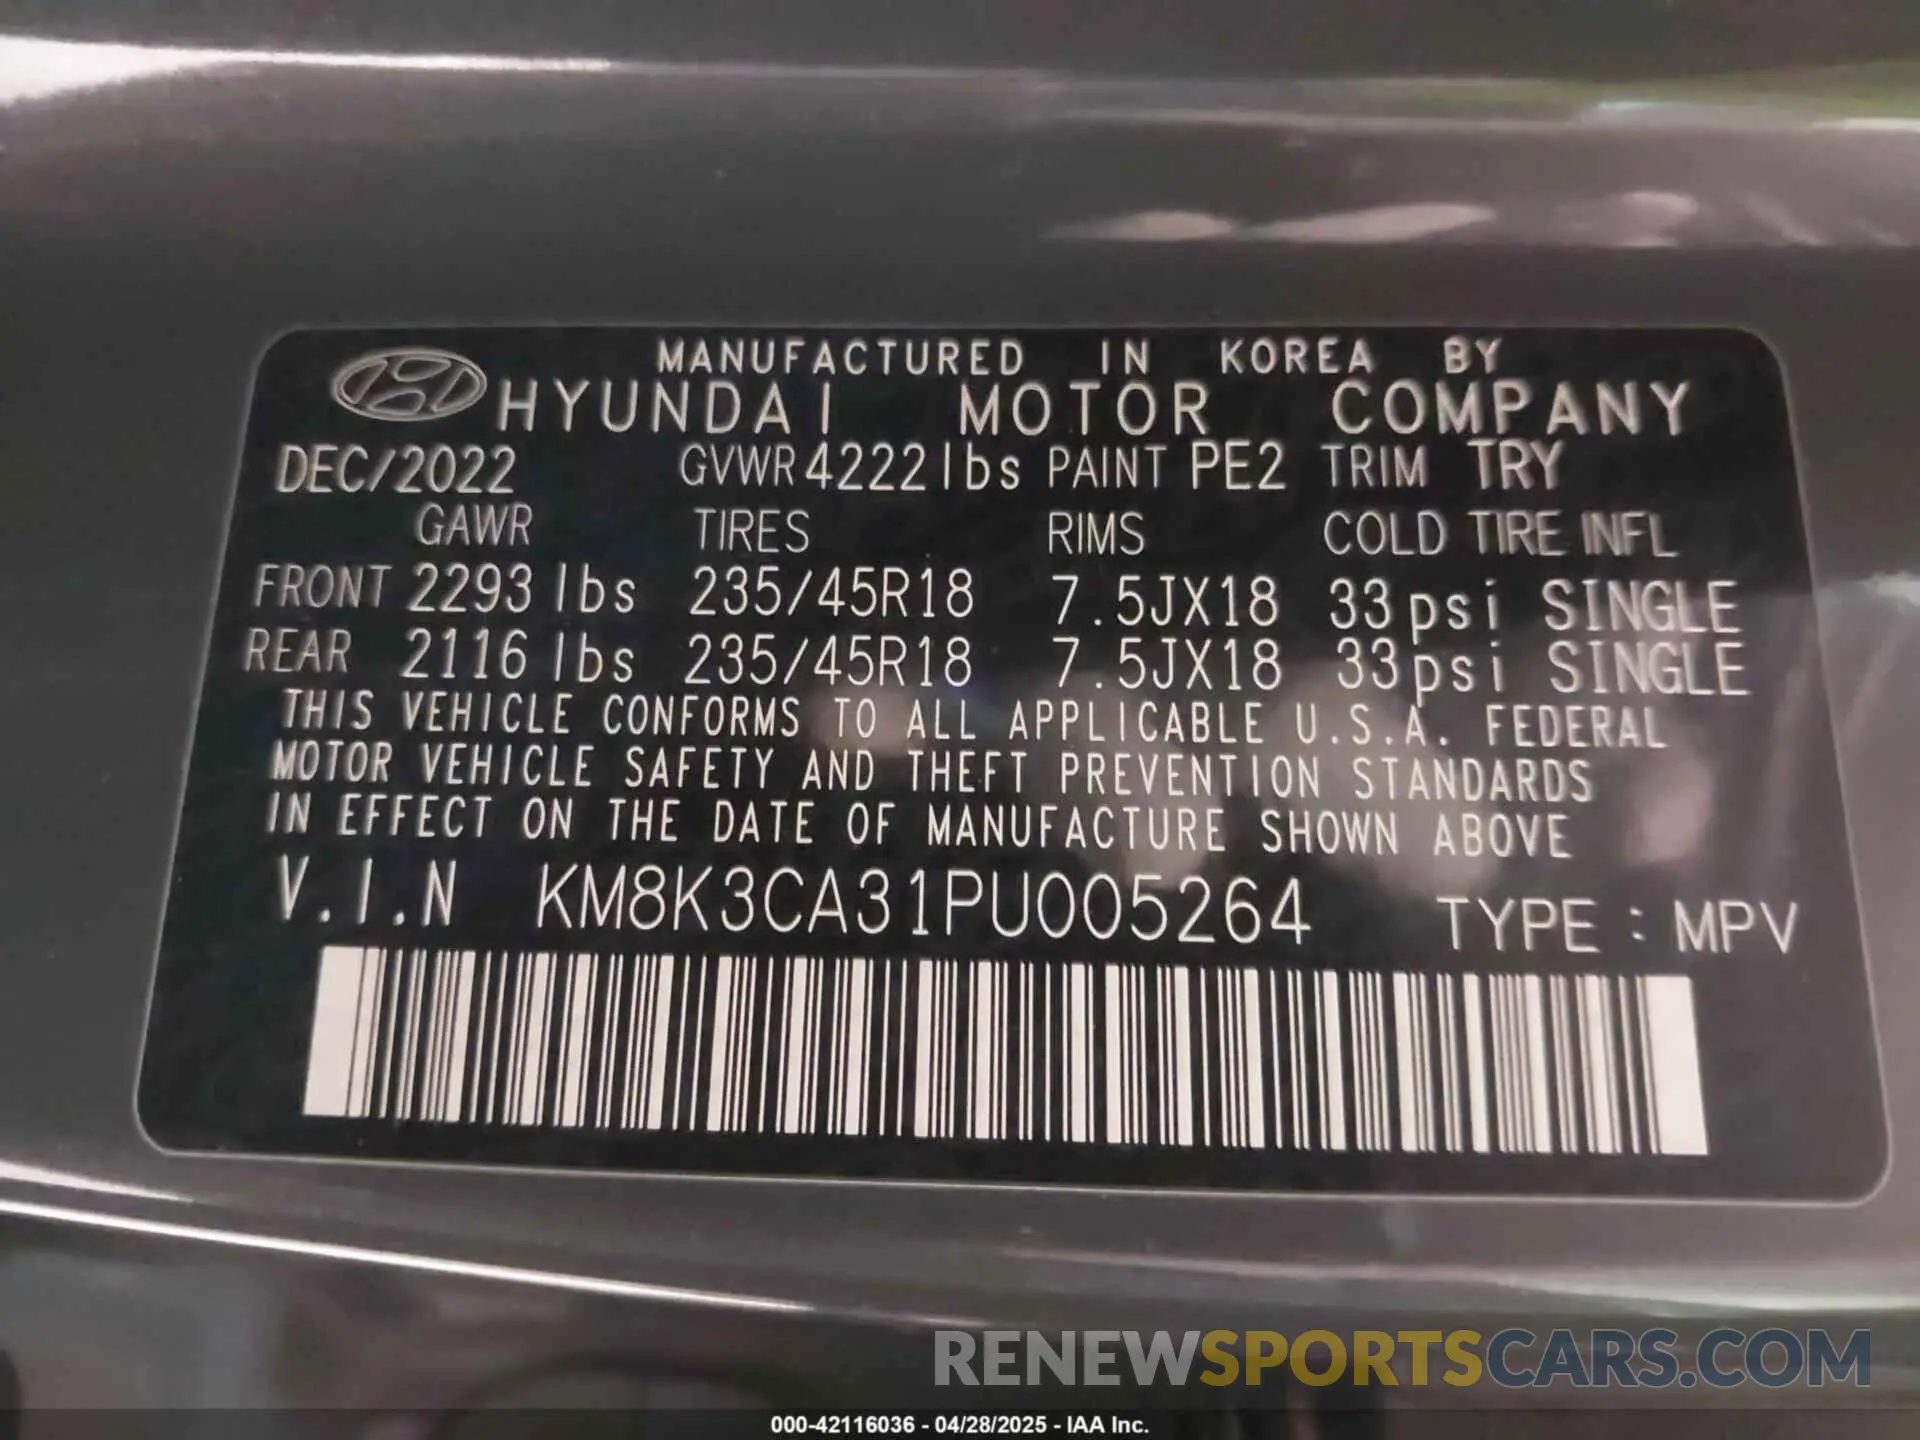 MANUFACTURED IN KOREA BY
HYUNDAI MOTOR COMPANY
DEC/2022 GVWR 4222 lbs PAINT PE2 TRIM TRY
GAWR TIRES RIMS COLD TIRE INFL
FRONT 2293 lbs 235/45R18 7.5JX18 33psi SINGLE
REAR 2116 lbs 235/45R18 7.5JX18 33psi SINGLE
THIS VEHICLE CONFORMS TO ALL APPLICABLE U.S.A. FEDERAL
MOTOR VEHICLE SAFETY AND THEFT PREVENTION STANDARDS
IN EFFECT ON THE DATE OF MANUFACTURE SHOWN ABOVE
V.I.N KM8K3CA31PU005264 TYPE : MPV
RENEWSPORTSCARS.COM
000-42116036 - 04/28/2025 - IAA Inc.